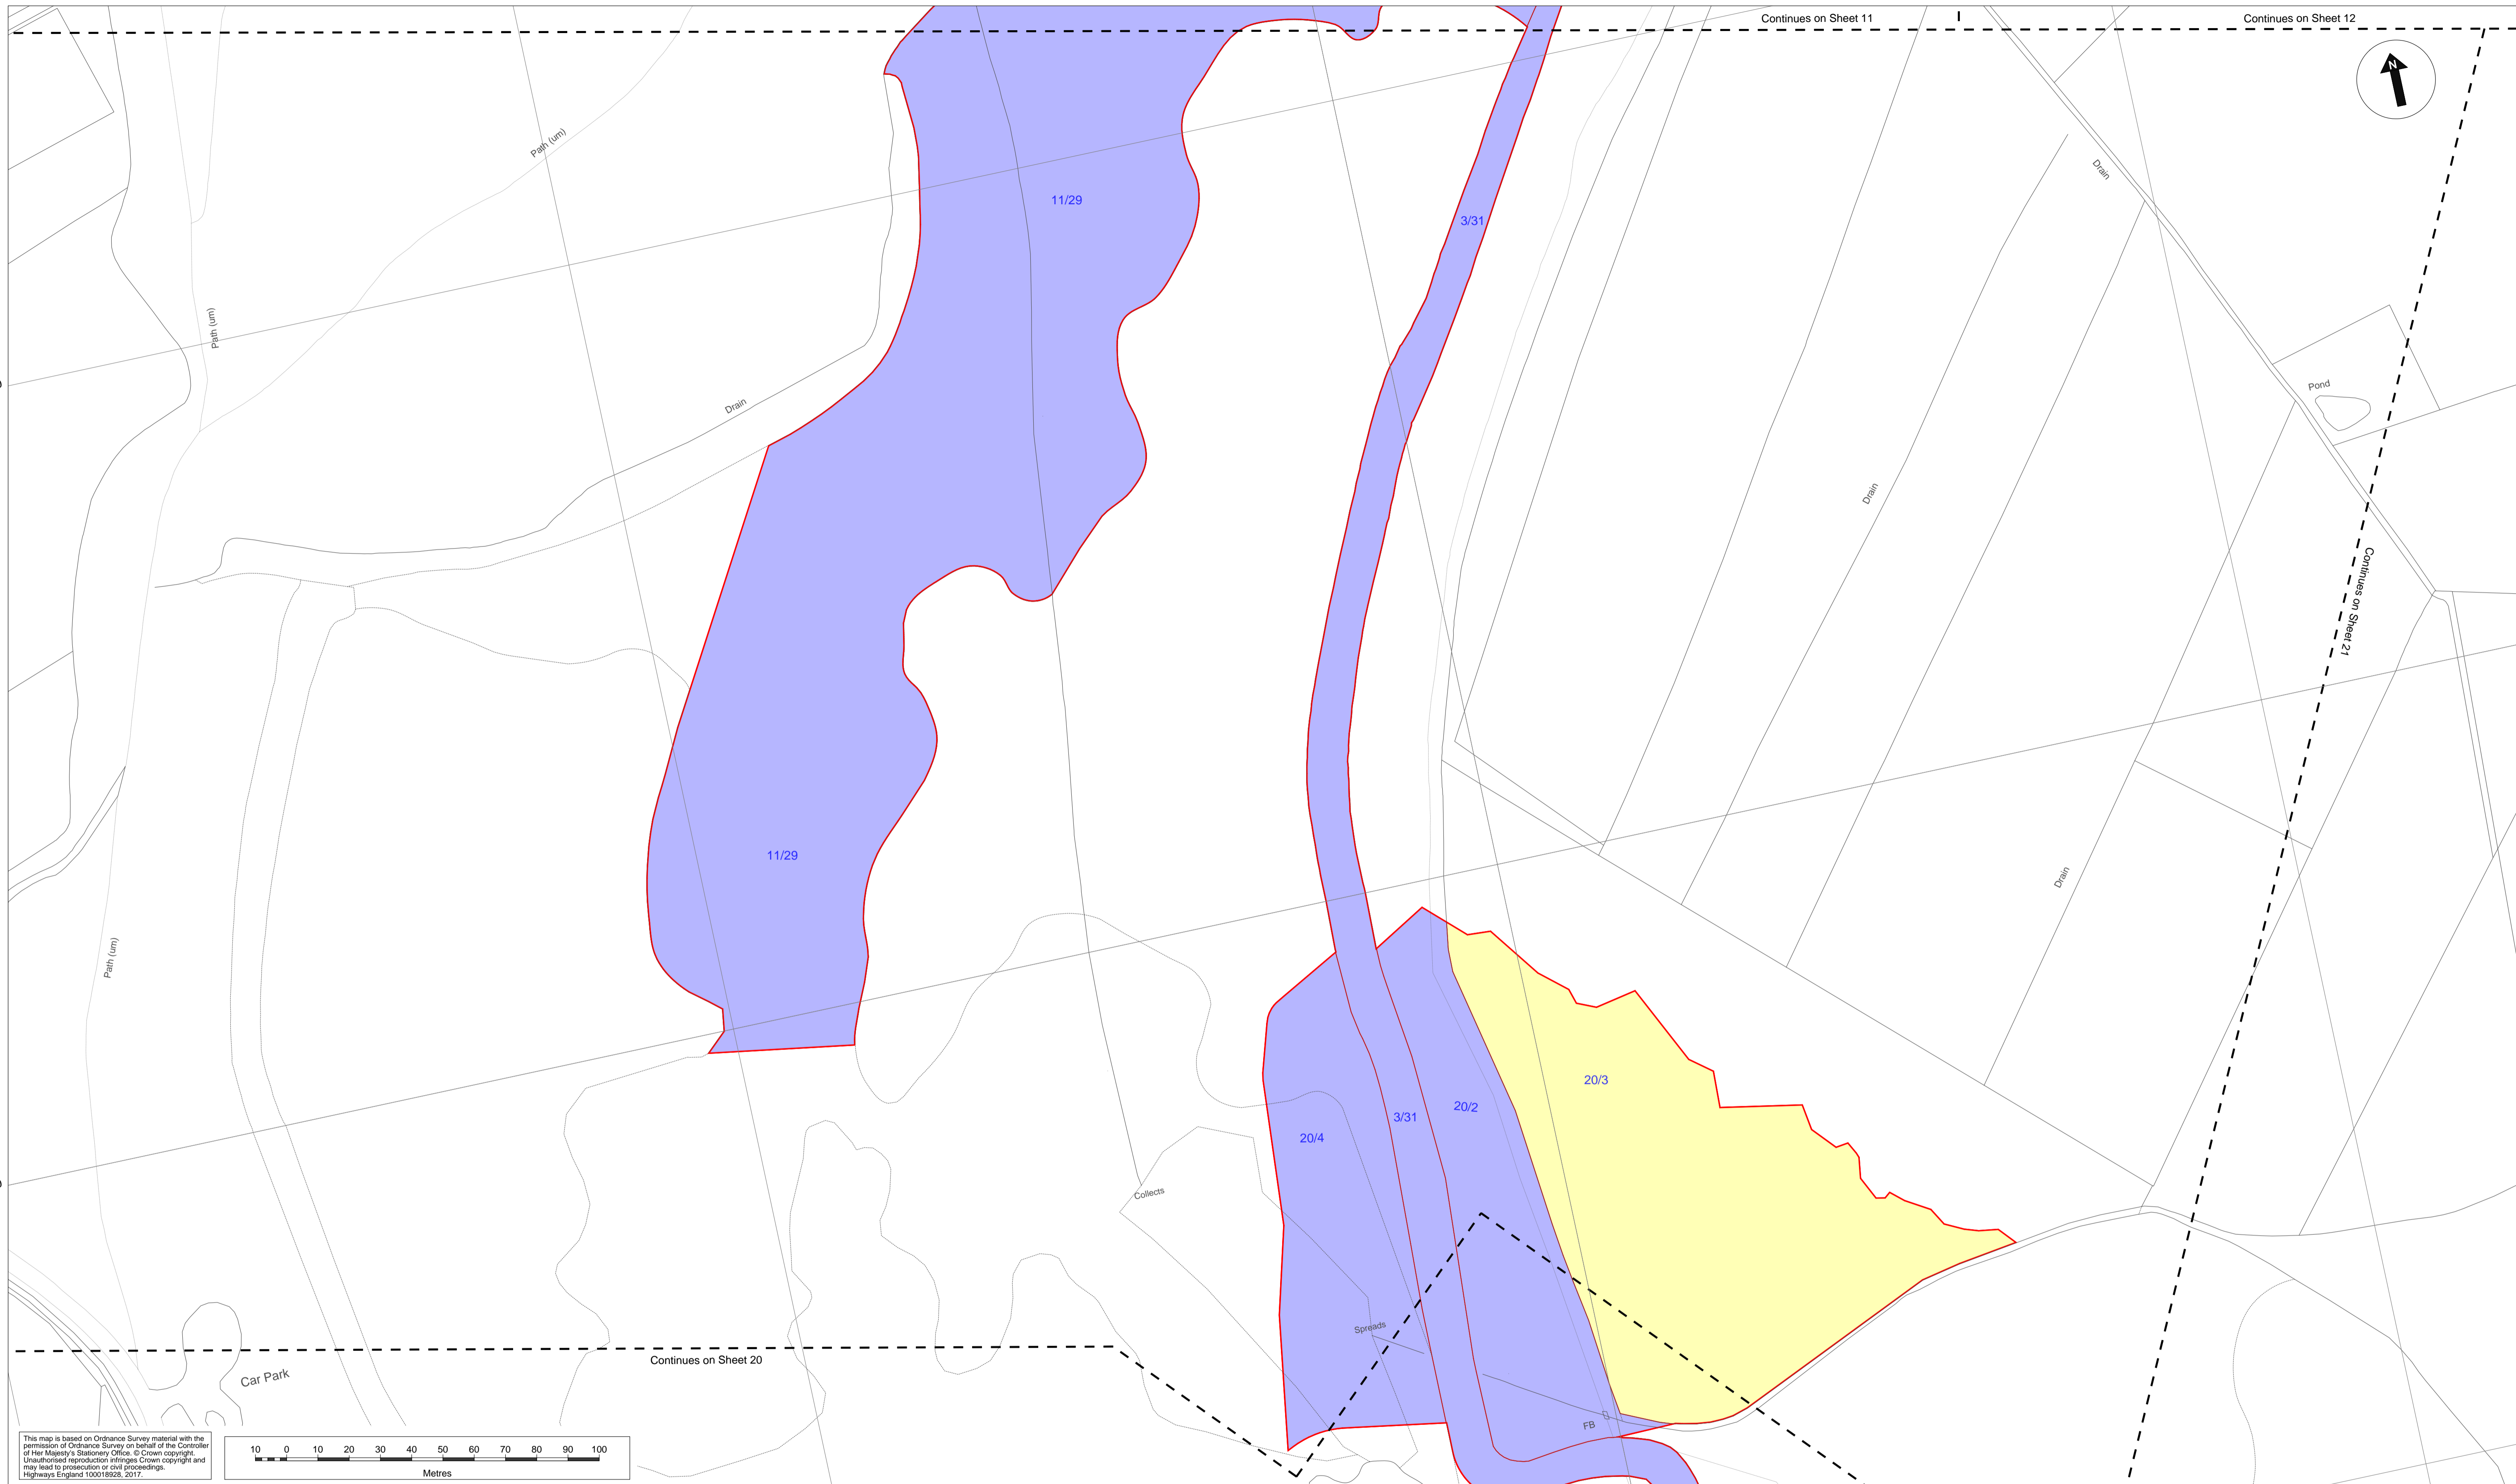 Continues on Sheet 11
Continues on Sheet 12
N
Path (um)
Drain
11/29
3/31
Path (um)
Pond
Drain
Drain
Continues on Sheet 21
11/29
Drain
Path (um)
20/3
20/2
3/31
20/4
Collects
Spreads
Continues on Sheet 20
Car Park
FB
This map is based on Ordnance Survey material with the
permission of Ordnance Survey on behalf of the Controller
of Her Majesty's Stationery Office. © Crown copyright.
Unauthorised reproduction infringes Crown copyright and
may lead to prosecution or civil proceedings.
Highways England 100018928, 2017.
10 0 10 20 30 40 50 60 70 80 90 100
Metres